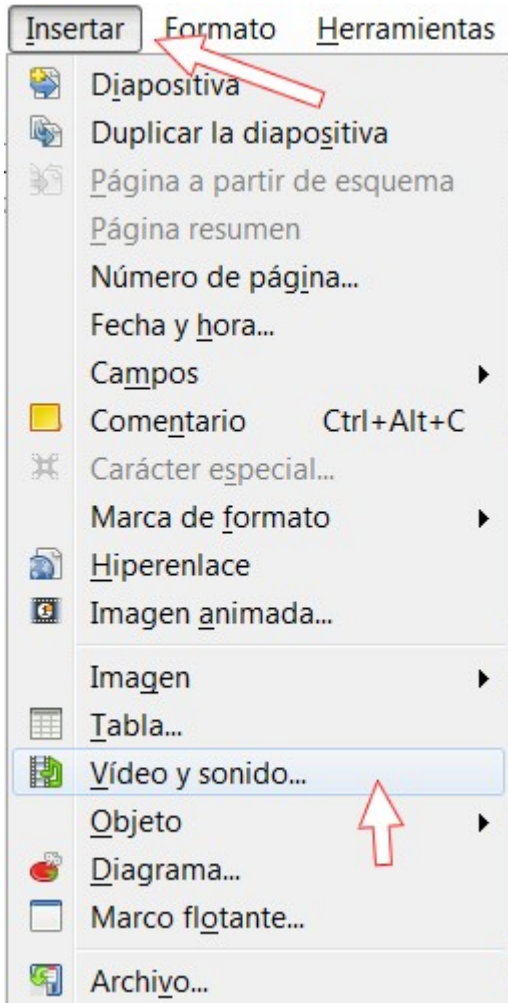 Insertar Formato Herramientas
Diapositiva
Duplicar la diapositiva
Página a partir de esquema
Página resumen
Número de página...
Fecha y hora...
Campos
Comentario Ctrl+Alt+C
Carácter especial...
Marca de formato
Hiperenlace
Imagen animada...
Imagen
Tabla...
Vídeo y sonido...
Objeto
Diagrama...
Marco flotante...
Archivo...